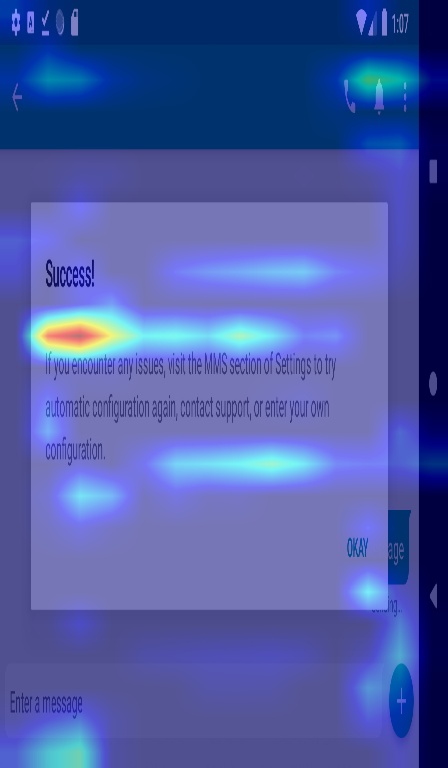 1:07
Success!
If you encounter any issues, visit the MMS section of Settings to try
automatic configuration again, contact support, or enter your own
configuration.
OKAY
Enter a message